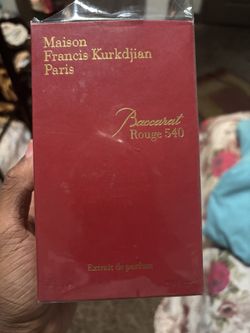 Maison
Francis Kurkdjian
Paris
Baccarat
Rouge 540
Extrait de parfum